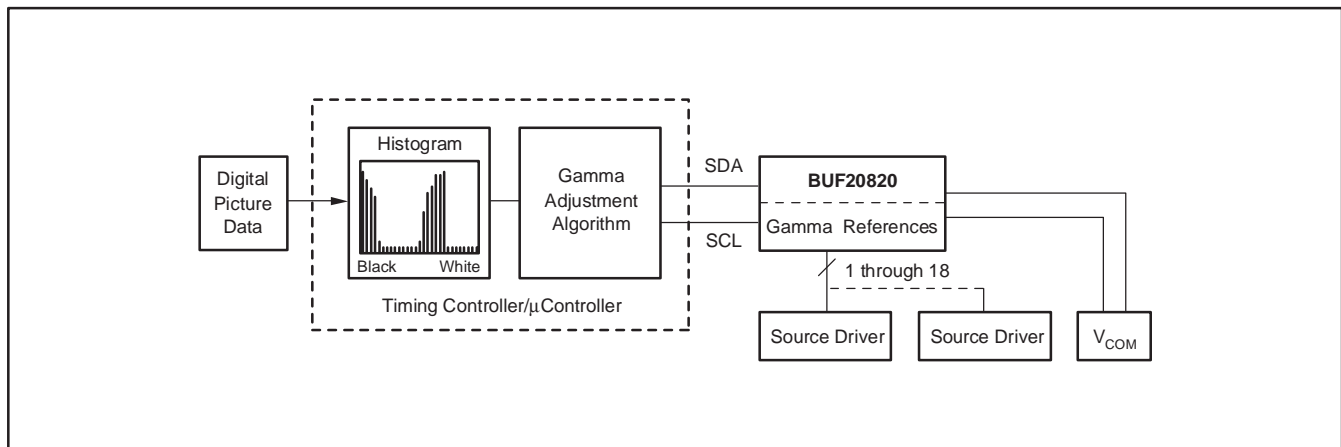 Digital
Picture
Data
Histogram
Black White
Gamma
Adjustment
Algorithm
Timing Controller/μController
SDA
SCL
BUF20820
Gamma References
1 through 18
Source Driver
Source Driver
VCOM